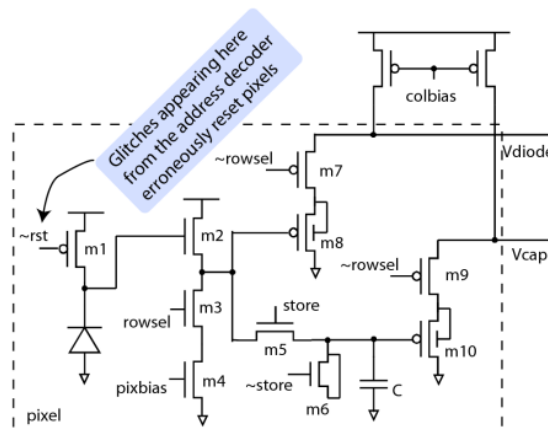 Glitches appearing here
from the address decoder
erroneously reset pixels
colbias
Vdiode
~rowsel
m7
~rst
m1
m2
m8
Vcap
~rowsel
m9
rowsel
m3
store
m5
m10
pixbias
m4
~store
m6
C
pixel